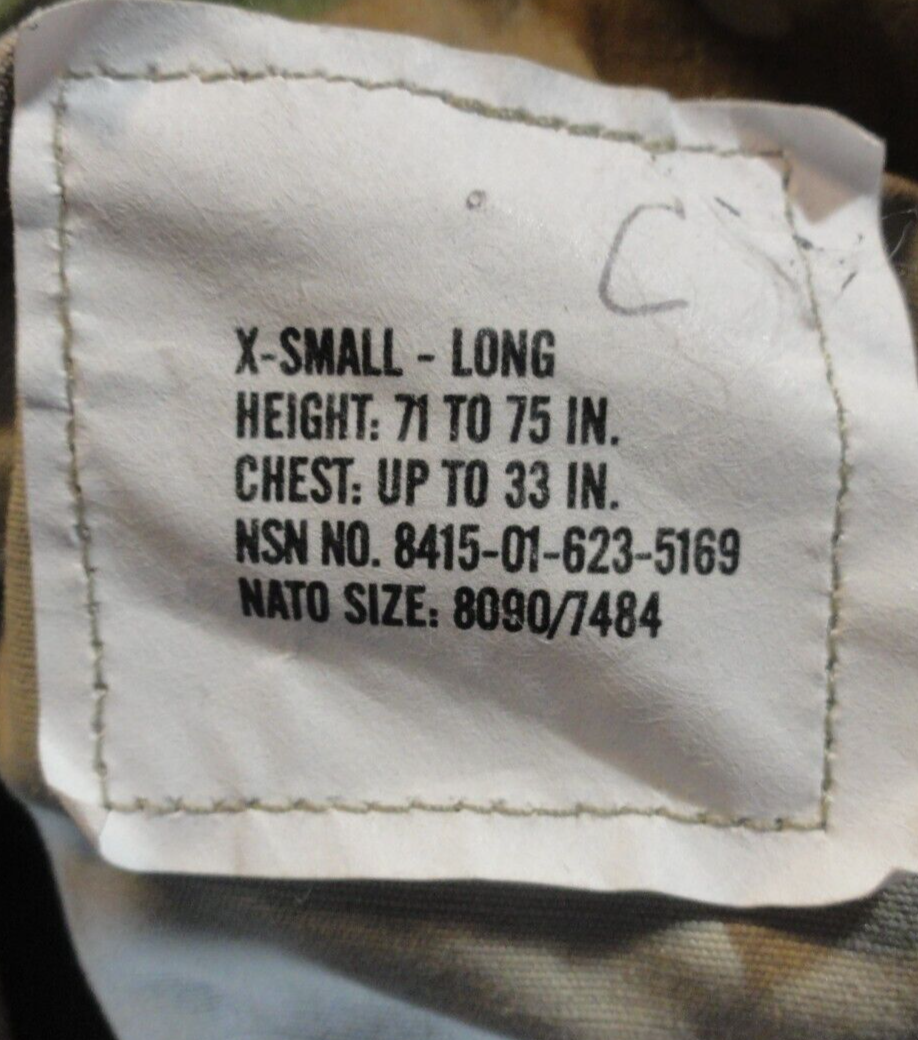 C
X-SMALL - LONG
HEIGHT: 71 TO 75 IN.
CHEST: UP TO 33 IN.
NSN NO. 8415-01-623-5169
NATO SIZE: 8090/7484